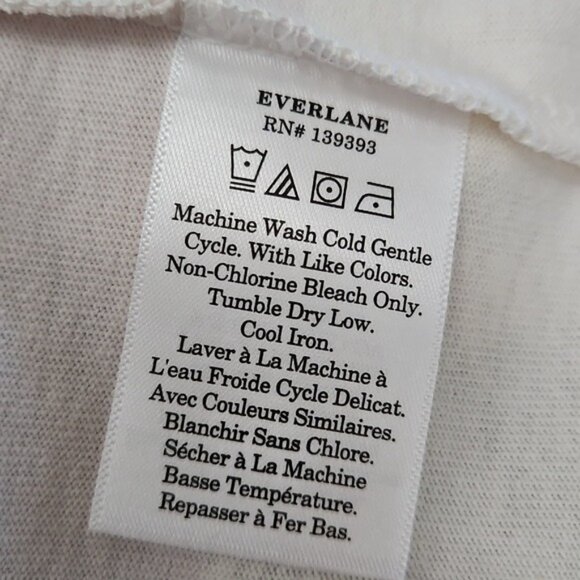 EVERLANE
RN# 139393
Machine Wash Cold Gentle
Cycle. With Like Colors.
Non-Chlorine Bleach Only.
Tumble Dry Low.
Cool Iron.
Laver à La Machine à
L'eau Froide Cycle Delicat.
Avec Couleurs Similaires.
Blanchir Sans Chlore.
Sécher à La Machine
Basse Température.
Repasser à Fer Bas.